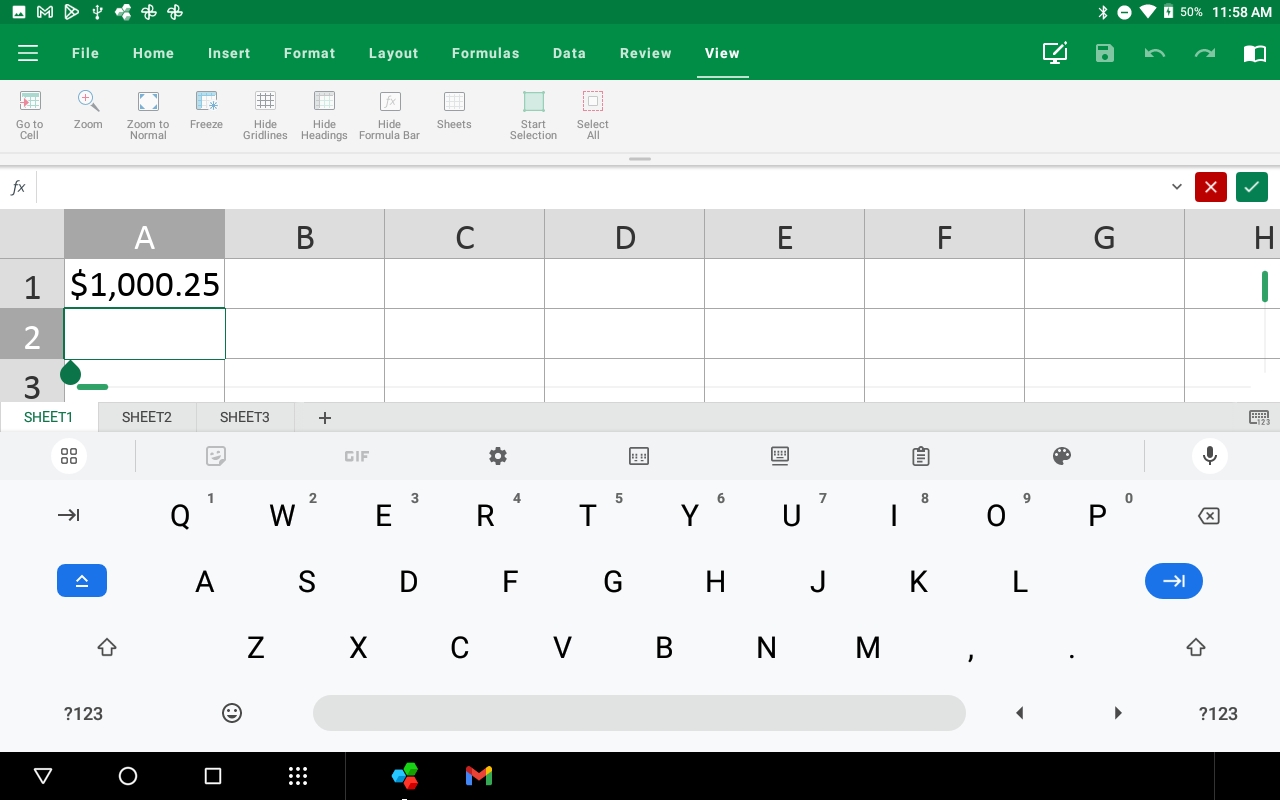 50% 11:58 AM
File Home Insert Format Layout Formulas Data Review View
Go to Cell Zoom Zoom to Normal Freeze Hide Gridlines Hide Headings Hide Formula Bar Sheets Start Selection Select All
fx
A B C D E F G H
1 $1,000.25
2
3
SHEET1 SHEET2 SHEET3 +
GIF
Q 1 W 2 E 3 R 4 T 5 Y 6 U 7 I 8 O 9 P 0
A S D F G H J K L
Z X C V B N M , .
?123 ?123